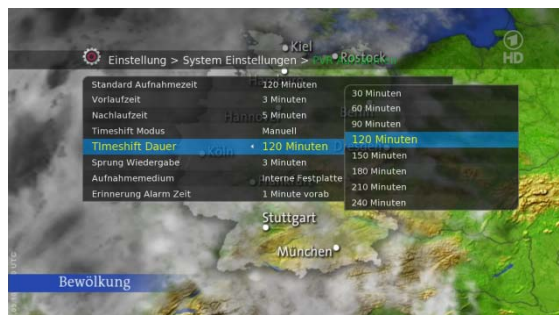 Kiel
Einstellung > System Einstellungen >
Rostock
HD
Standard Aufnahmezeit 120 Minuten
Vorlaufzeit 3 Minuten
Nachlaufzeit 5 Minuten
Timeshift Modus Manuell
Timeshift Dauer 120 Minuten
Sprung Wiedergabe 3 Minuten
Aufnahmemedium Interne Festplatte
Erinnerung Alarm Zeit 1 Minute vorab
30 Minuten
60 Minuten
90 Minuten
120 Minuten
150 Minuten
180 Minuten
210 Minuten
240 Minuten
Köln
Stuttgart
München
Bewölkung